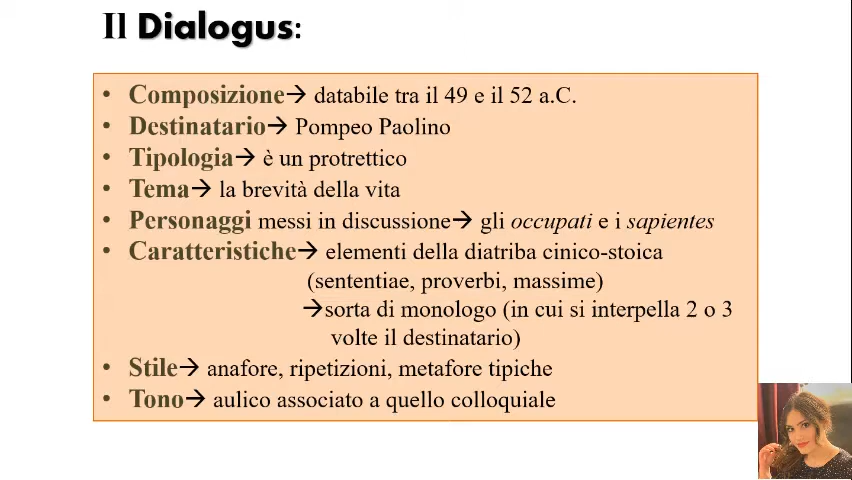 Il Dialogus:
• Composizione→ databile tra il 49 e il 52 a.C.
• Destinatario→ Pompeo Paolino
• Tipologia→ è un protrettico
• Tema→ la brevità della vita
• Personaggi messi in discussione→ gli occupati e i sapientes
• Caratteristiche→ elementi della diatriba cinico-stoica
(sententiae, proverbi, massime)
→sorta di monologo (in cui si interpella 2 o 3
volte il destinatario)
• Stile→ anafore, ripetizioni, metafore tipiche
• Tono→ aulico associato a quello colloquiale